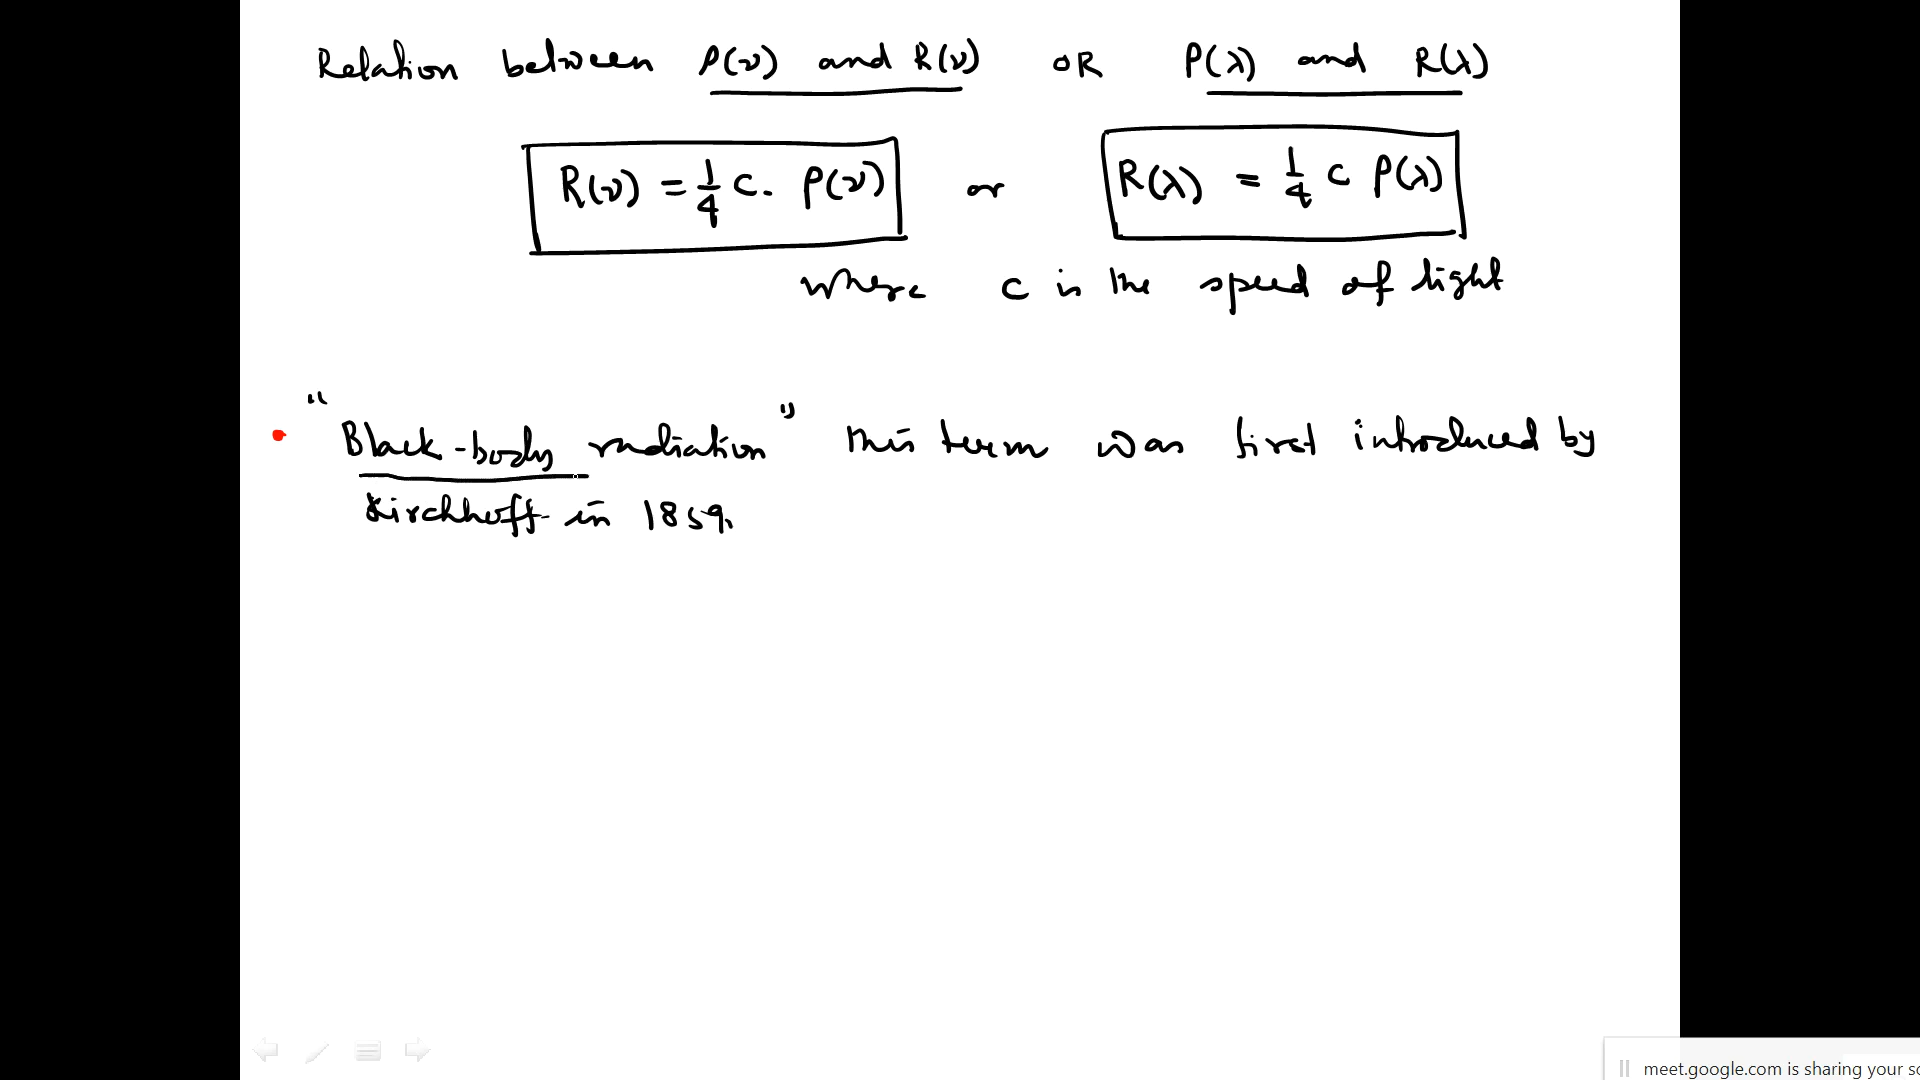 Relation between ρ(ν) and R(ν) OR ρ(λ) and R(λ)
R(ν) = 1/4 c. ρ(ν) or R(λ) = 1/4 c ρ(λ)
where c is the speed of light
• "Black-body radiation" this term was first introduced by
Kirchhoff in 1859.
meet.google.com is sharing your sc